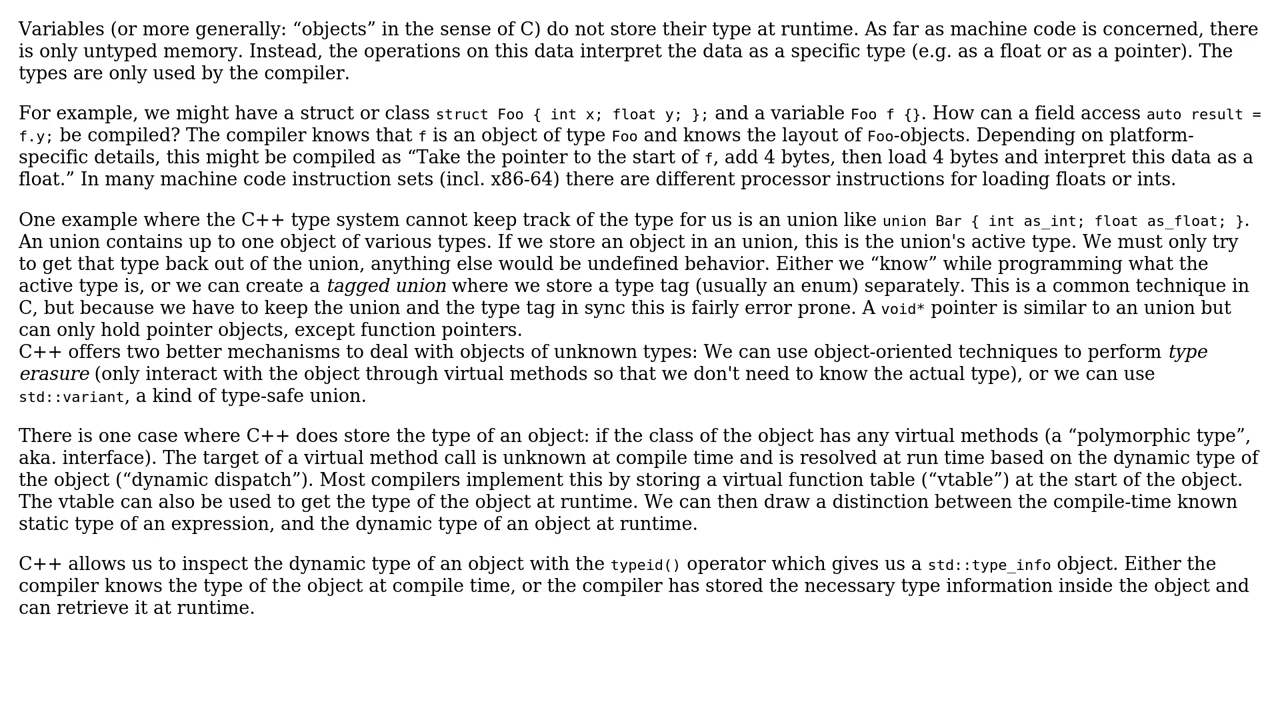 Variables (or more generally: “objects” in the sense of C) do not store their type at runtime. As far as machine code is concerned, there
is only untyped memory. Instead, the operations on this data interpret the data as a specific type (e.g. as a float or as a pointer). The
types are only used by the compiler.
For example, we might have a struct or class struct Foo { int x; float y; }; and a variable Foo f {}. How can a field access auto result =
f.y; be compiled? The compiler knows that f is an object of type Foo and knows the layout of Foo-objects. Depending on platform-
specific details, this might be compiled as “Take the pointer to the start of f, add 4 bytes, then load 4 bytes and interpret this data as a
float.” In many machine code instruction sets (incl. x86-64) there are different processor instructions for loading floats or ints.
One example where the C++ type system cannot keep track of the type for us is an union like union Bar { int as_int; float as_float; }.
An union contains up to one object of various types. If we store an object in an union, this is the union's active type. We must only try
to get that type back out of the union, anything else would be undefined behavior. Either we “know” while programming what the
active type is, or we can create a tagged union where we store a type tag (usually an enum) separately. This is a common technique in
C, but because we have to keep the union and the type tag in sync this is fairly error prone. A void* pointer is similar to an union but
can only hold pointer objects, except function pointers.
C++ offers two better mechanisms to deal with objects of unknown types: We can use object-oriented techniques to perform type
erasure (only interact with the object through virtual methods so that we don't need to know the actual type), or we can use
std::variant, a kind of type-safe union.
There is one case where C++ does store the type of an object: if the class of the object has any virtual methods (a “polymorphic type”,
aka. interface). The target of a virtual method call is unknown at compile time and is resolved at run time based on the dynamic type of
the object (“dynamic dispatch”). Most compilers implement this by storing a virtual function table (“vtable”) at the start of the object.
The vtable can also be used to get the type of the object at runtime. We can then draw a distinction between the compile-time known
static type of an expression, and the dynamic type of an object at runtime.
C++ allows us to inspect the dynamic type of an object with the typeid() operator which gives us a std::type_info object. Either the
compiler knows the type of the object at compile time, or the compiler has stored the necessary type information inside the object and
can retrieve it at runtime.